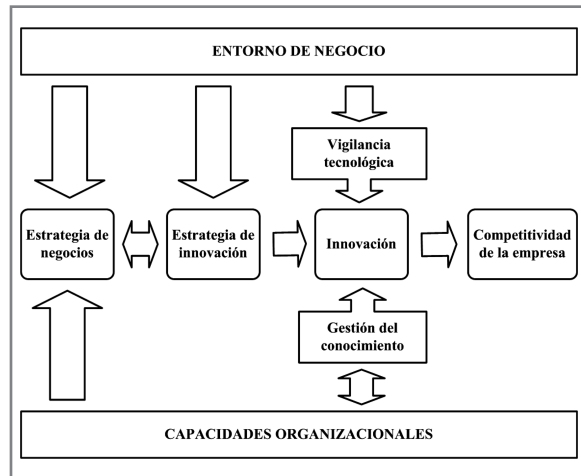 ENTORNO DE NEGOCIO
Vigilancia
tecnológica
Estrategia de
negocios
Estrategia de
innovación
Innovación
Competitividad
de la empresa
Gestión del
conocimiento
CAPACIDADES ORGANIZACIONALES